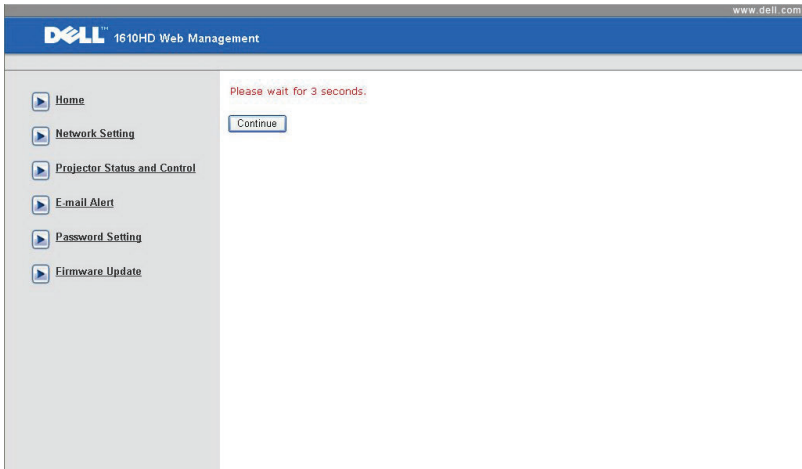 www.dell.com
DELL™ 1610HD Web Management
Home
Network Setting
Projector Status and Control
E-mail Alert
Password Setting
Firmware Update
Please wait for 3 seconds.
Continue